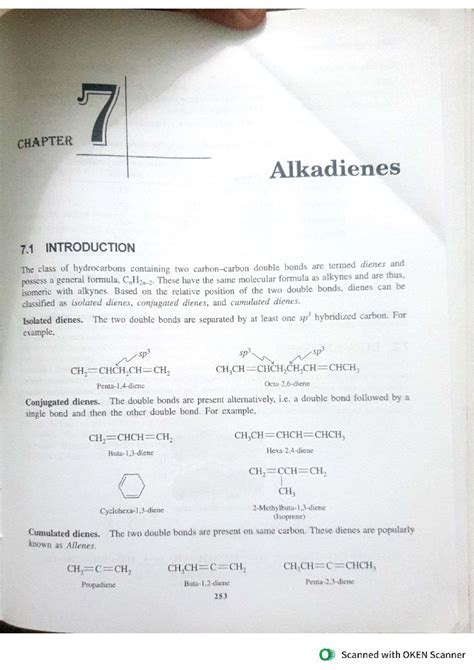 CHAPTER 7
Alkadienes
7.1 INTRODUCTION
The class of hydrocarbons containing two carbon–carbon double bonds are termed dienes and
possess a general formula, CₙH₂ₙ₋₂. These have the same molecular formula as alkynes and are thus,
isomeric with alkynes. Based on the relative position of the two double bonds, dienes can be
classified as isolated dienes, conjugated dienes, and cumulated dienes.
Isolated dienes. The two double bonds are separated by at least one sp³ hybridized carbon. For
example,
sp³ sp³ sp³
CH₂=CHCH₂CH=CH₂ CH₃CH=CHCH₂CH₂CH=CHCH₃
Penta-1,4-diene Octa-2,6-diene
Conjugated dienes. The double bonds are present alternatively, i.e. a double bond followed by a
single bond and then the other double bond. For example,
CH₂=CHCH=CH₂ CH₃CH=CHCH=CHCH₃
Buta-1,3-diene Hexa-2,4-diene
CH₂=CCH=CH₂
CH₃
Cyclohexa-1,3-diene 2-Methylbuta-1,3-diene
(Isoprene)
Cumulated dienes. The two double bonds are present on same carbon. These dienes are popularly
known as Allenes.
CH₂=C=CH₂ CH₃CH=C=CH₂ CH₃CH=C=CHCH₃
Propadiene Buta-1,2-diene Penta-2,3-diene
253
Scanned with OKEN Scanner